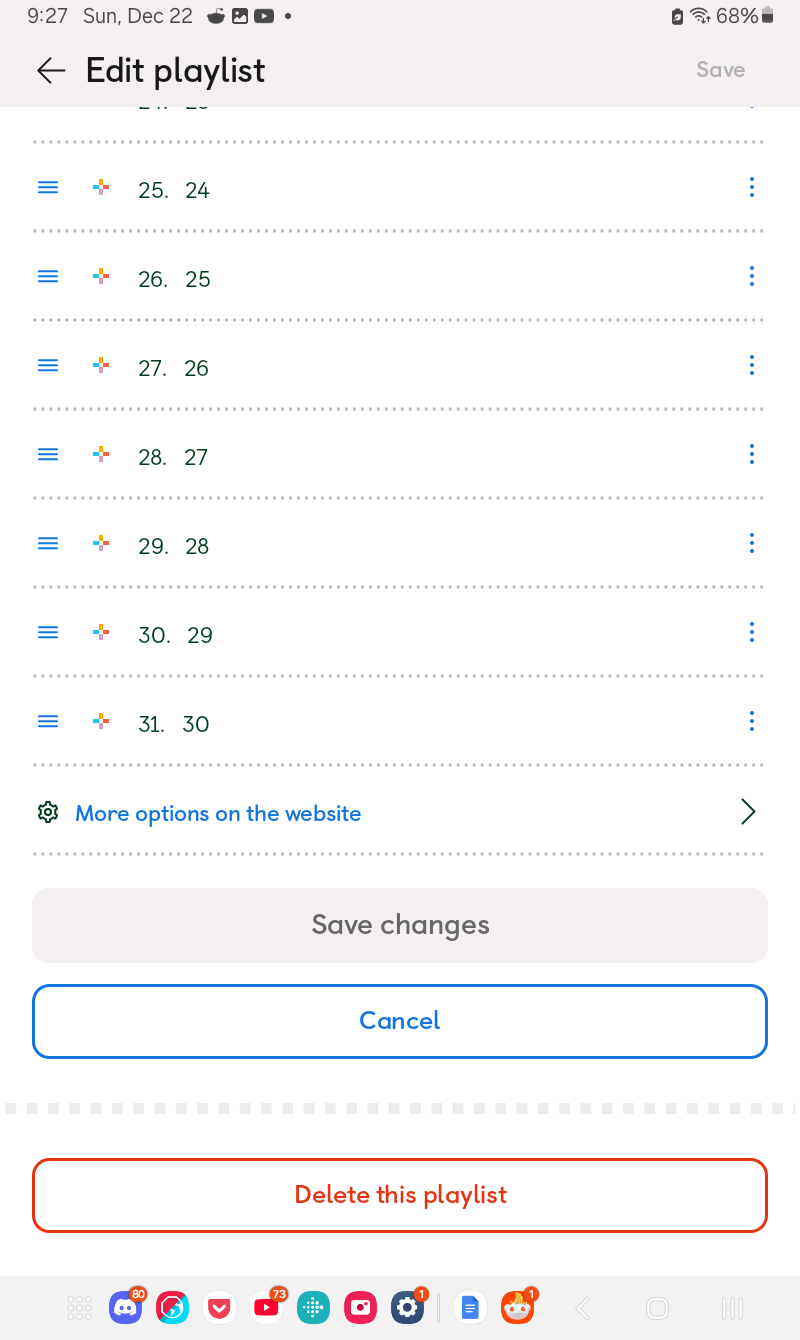 9:27 Sun, Dec 22
68%
Edit playlist
Save
25. 24
26. 25
27. 26
28. 27
29. 28
30. 29
31. 30
More options on the website
Save changes
Cancel
Delete this playlist
80
73
1
1